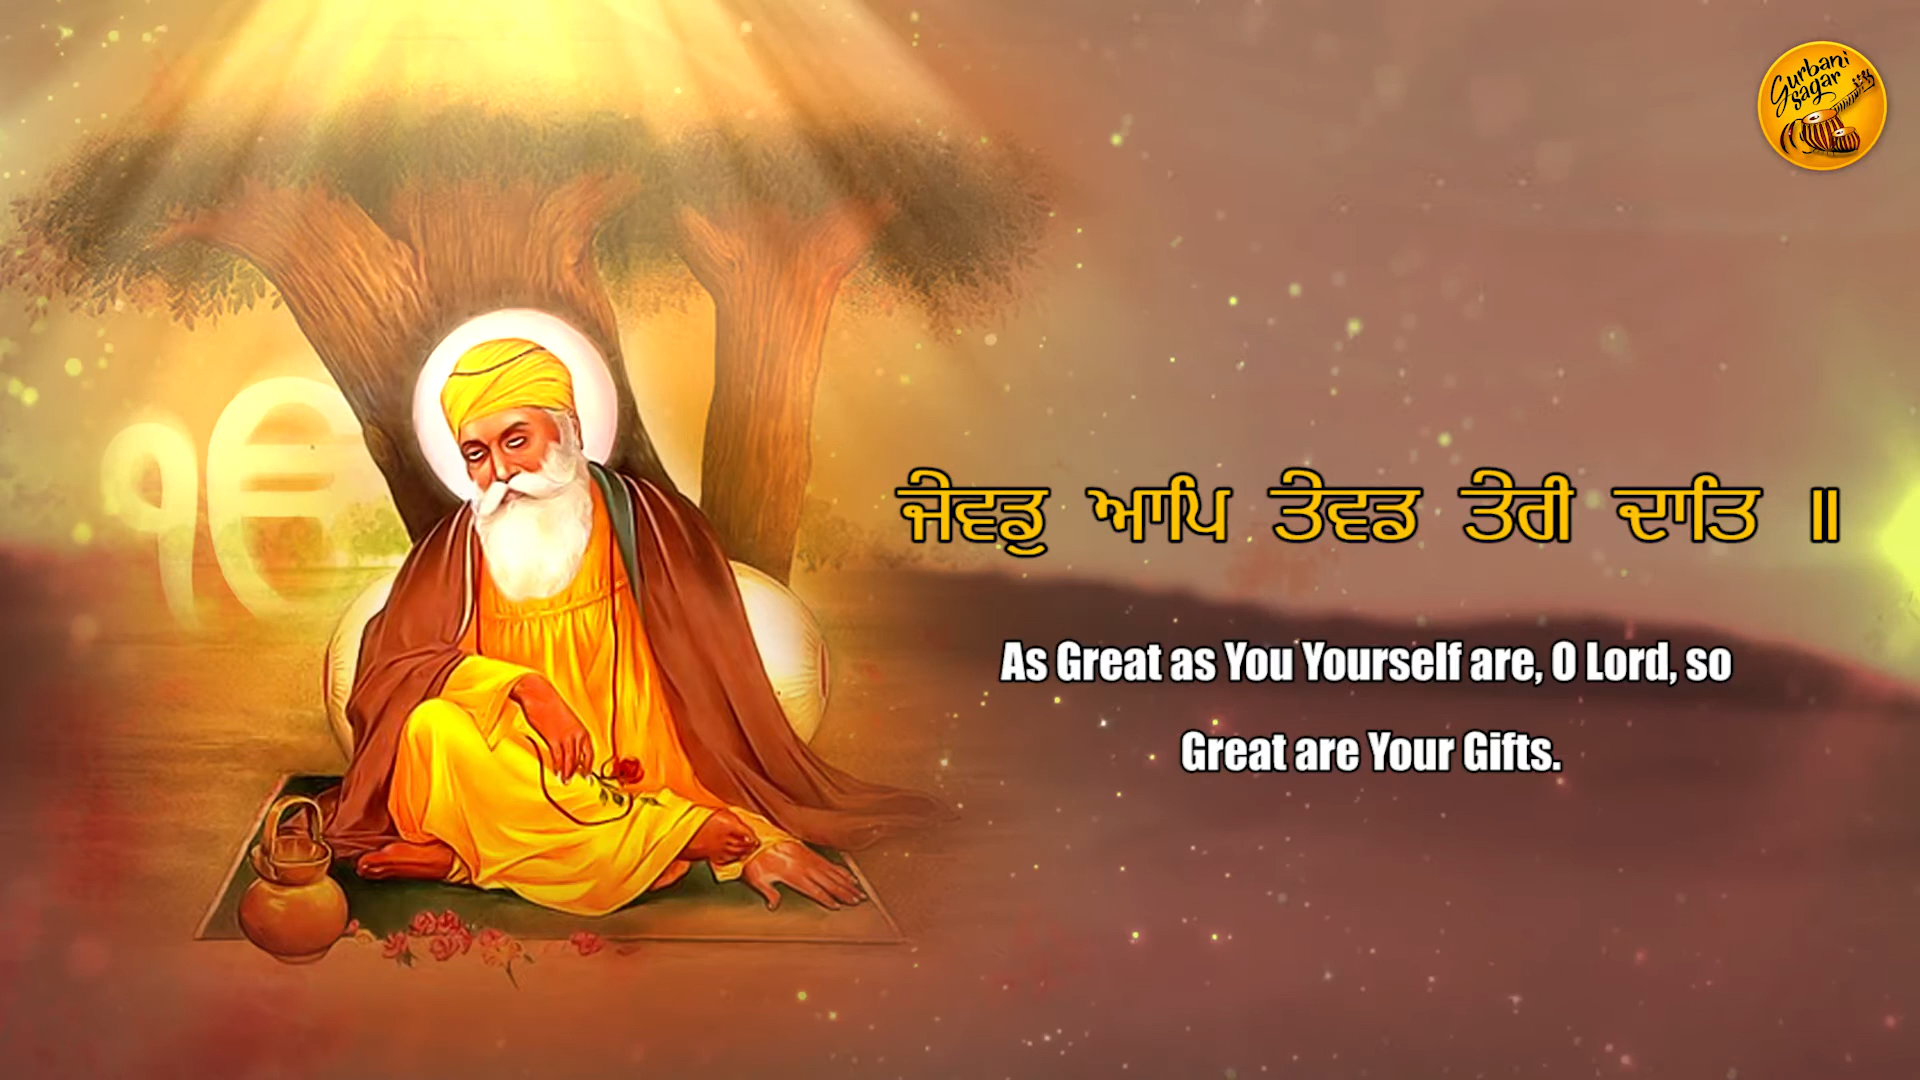 Gurbani
Sagar
ੴ
ਜੇਵਡੁ ਆਪਿ ਤੇਵਡ ਤੇਰੀ ਦਾਤਿ ॥
As Great as You Yourself are, O Lord, so
Great are Your Gifts.